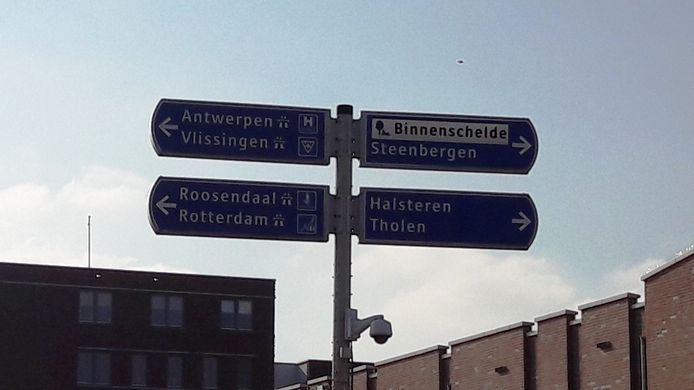 Antwerpen H
Vlissingen
Binnenschelde
Steenbergen
Roosendaal
Rotterdam
Halsteren
Tholen